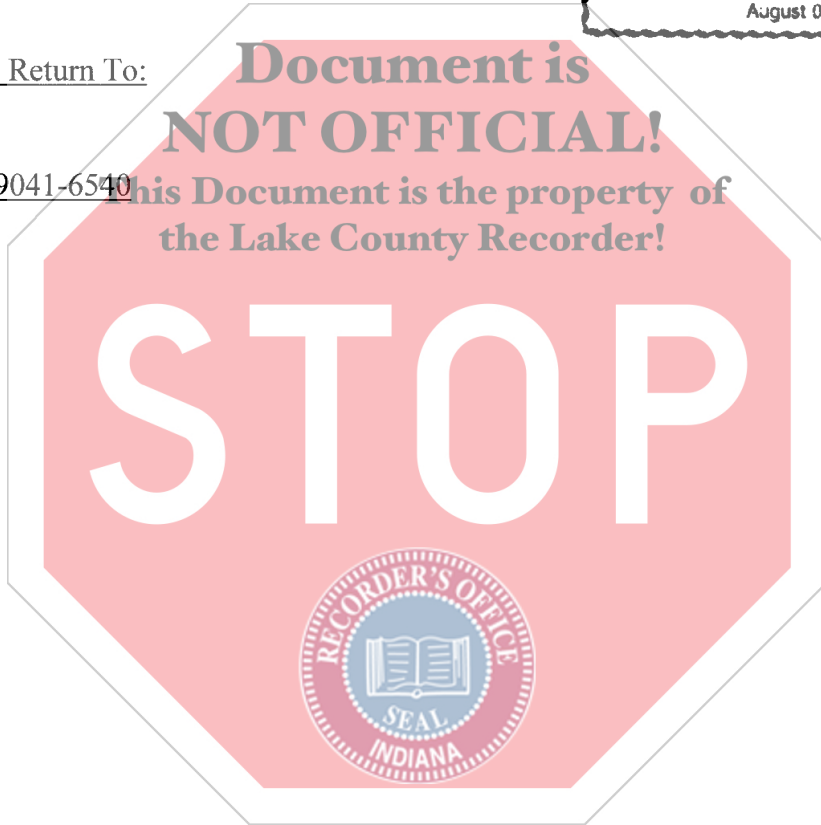 August 0
Return To:
Document is
NOT OFFICIAL!
9041-6540
This Document is the property of
the Lake County Recorder!
STOP
RECORDER'S OFFICE
SEAL
INDIANA